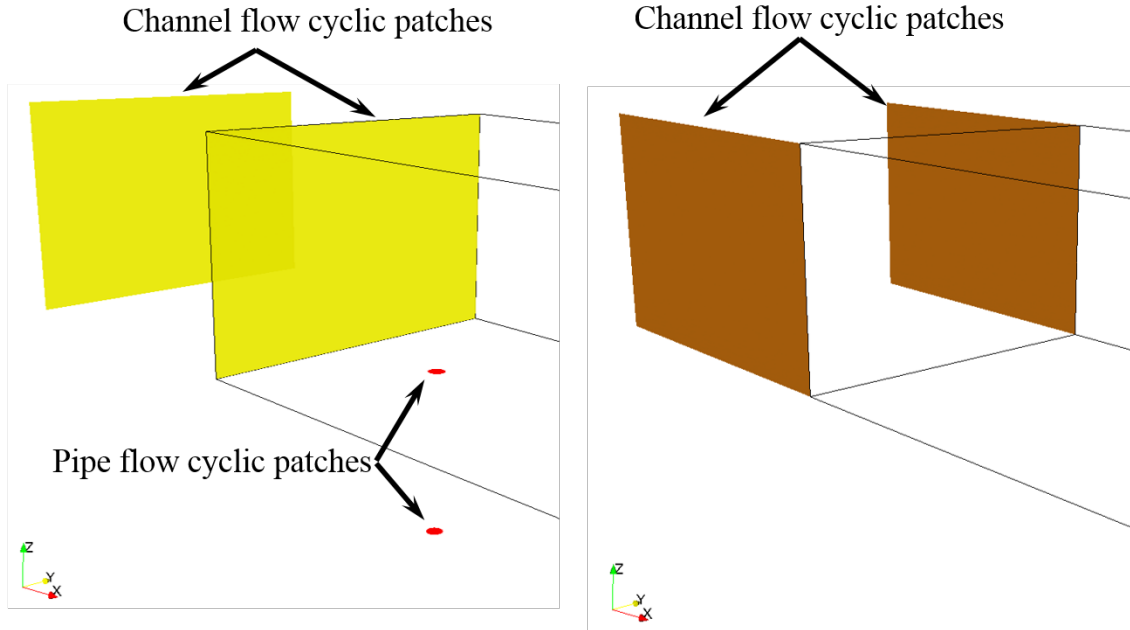 Channel flow cyclic patches
Channel flow cyclic patches
Pipe flow cyclic patches
Z
Y
X
Z
Y
X